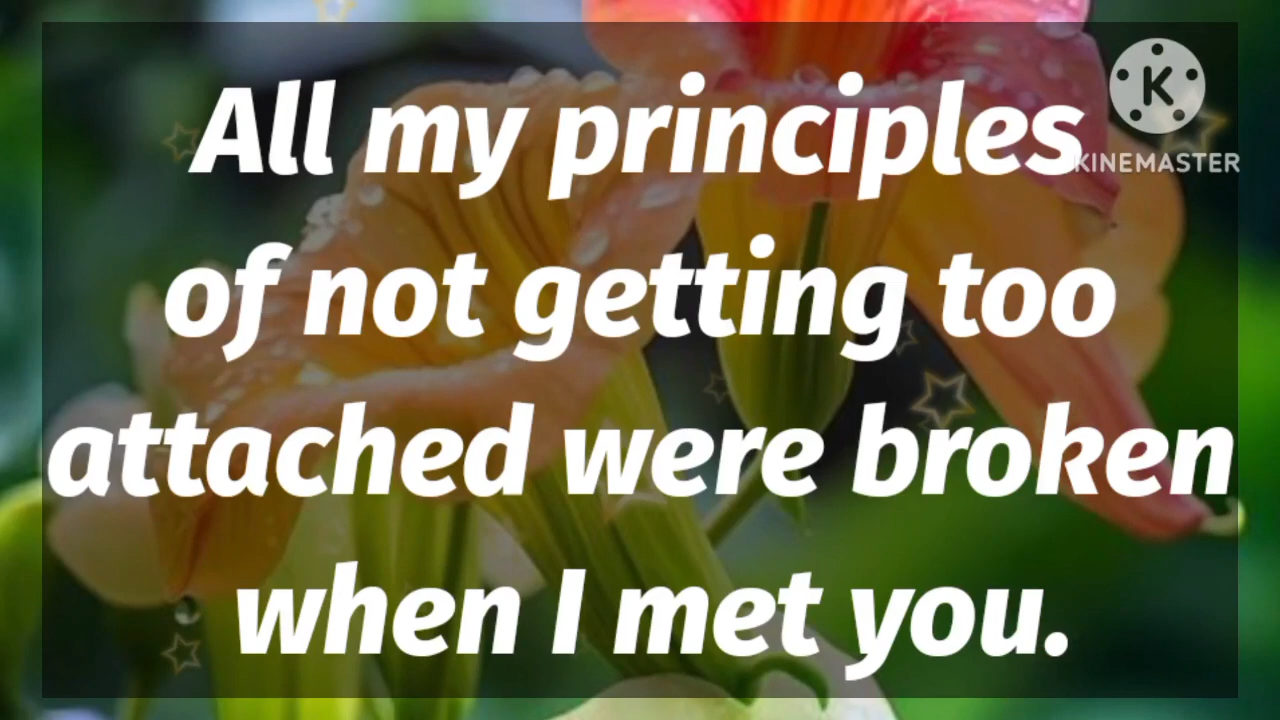 All my principles
KINEMASTER
of not getting too
attached were broken
when I met you.